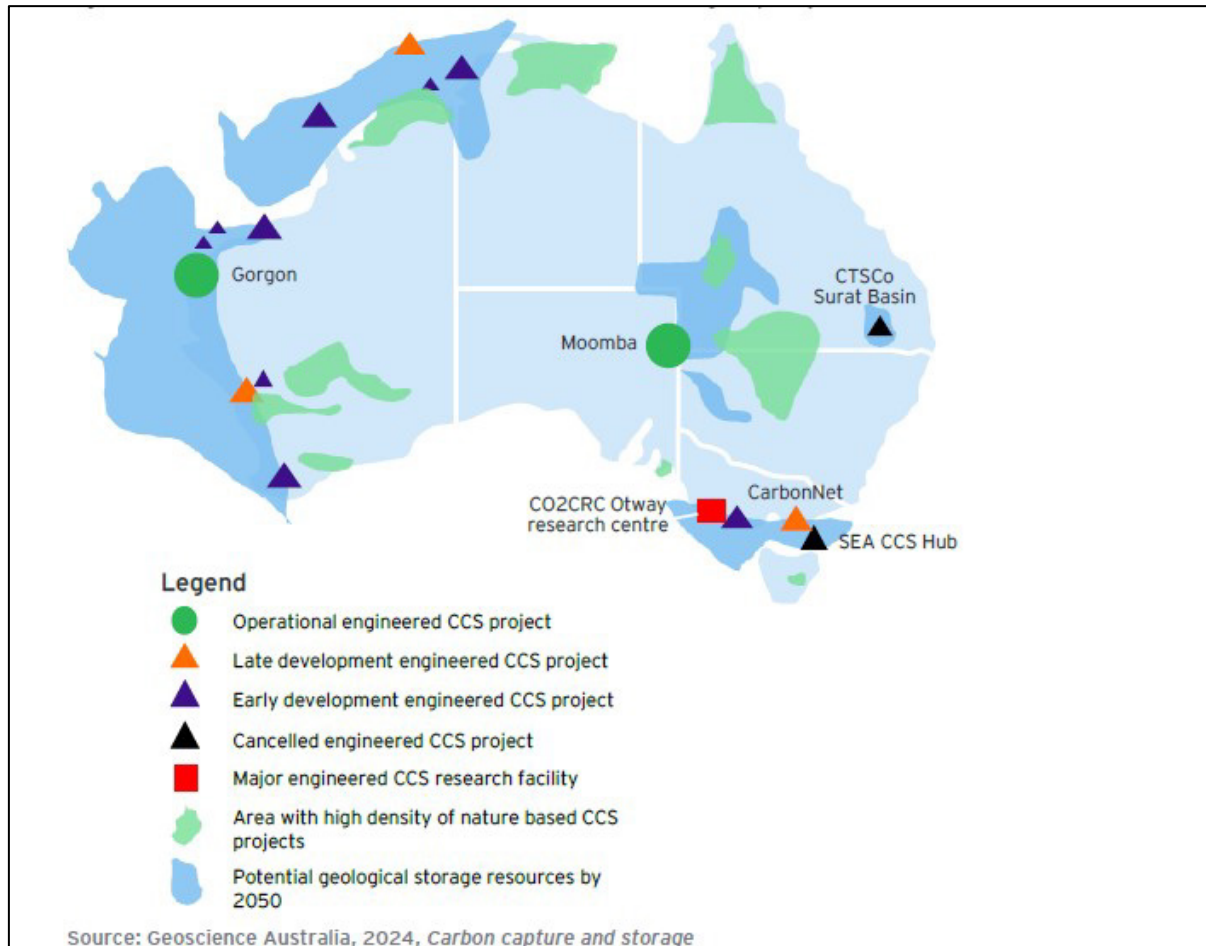 Gorgon
CTSCo
Surat Basin
Moomba
CO2CRC Otway
research centre
CarbonNet
SEA CCS Hub
Legend
Operational engineered CCS project
Late development engineered CCS project
Early development engineered CCS project
Cancelled engineered CCS project
Major engineered CCS research facility
Area with high density of nature based CCS
projects
Potential geological storage resources by
2050
Source: Geoscience Australia, 2024, Carbon capture and storage